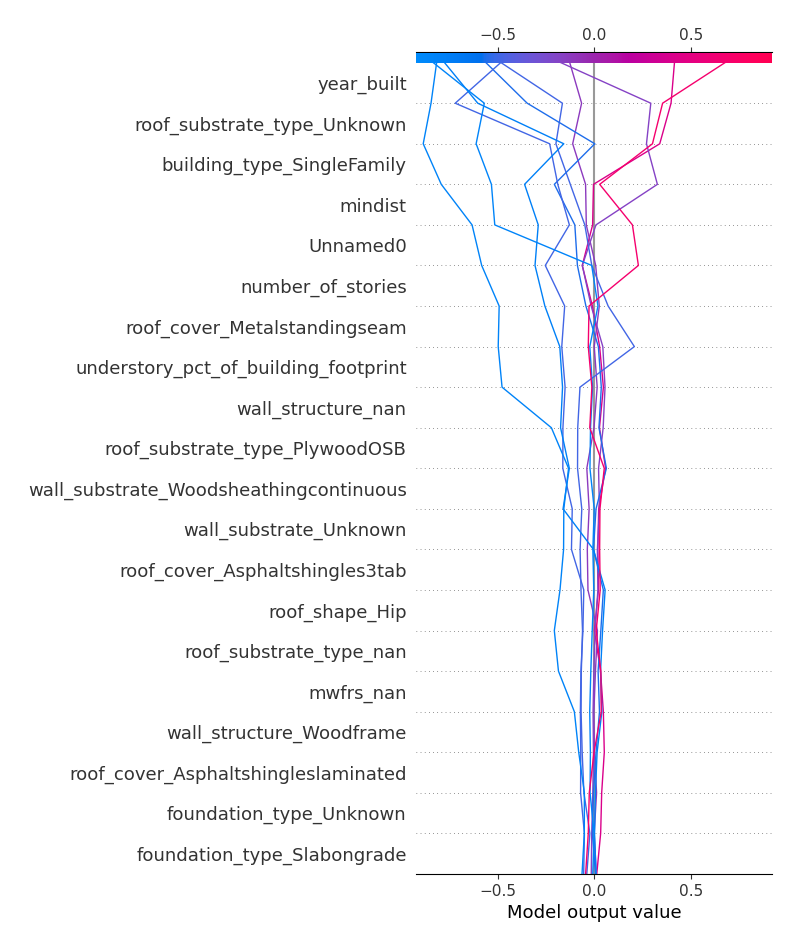 −0.5 0.0 0.5
year_built
roof_substrate_type_Unknown
building_type_SingleFamily
mindist
Unnamed0
number_of_stories
roof_cover_Metalstandingseam
understory_pct_of_building_footprint
wall_structure_nan
roof_substrate_type_PlywoodOSB
wall_substrate_Woodsheathingcontinuous
wall_substrate_Unknown
roof_cover_Asphaltshingles3tab
roof_shape_Hip
roof_substrate_type_nan
mwfrs_nan
wall_structure_Woodframe
roof_cover_Asphaltshingleslaminated
foundation_type_Unknown
foundation_type_Slabongrade
−0.5 0.0 0.5
Model output value